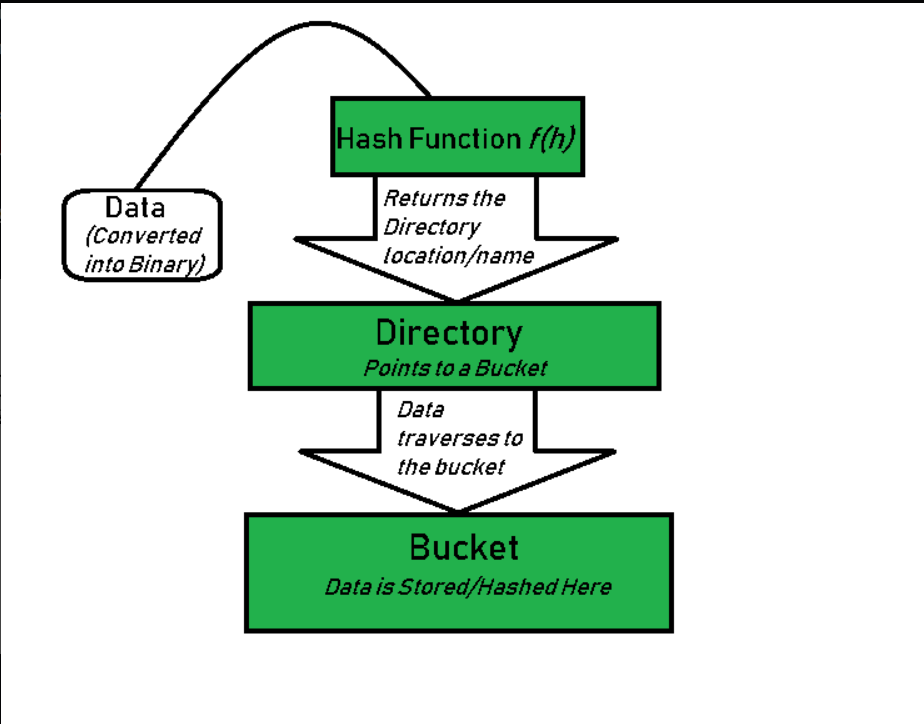 Hash Function f(h)
Data
(Converted
into Binary)
Returns the
Directory
location/name
Directory
Points to a Bucket
Data
traverses to
the bucket
Bucket
Data is Stored/Hashed Here